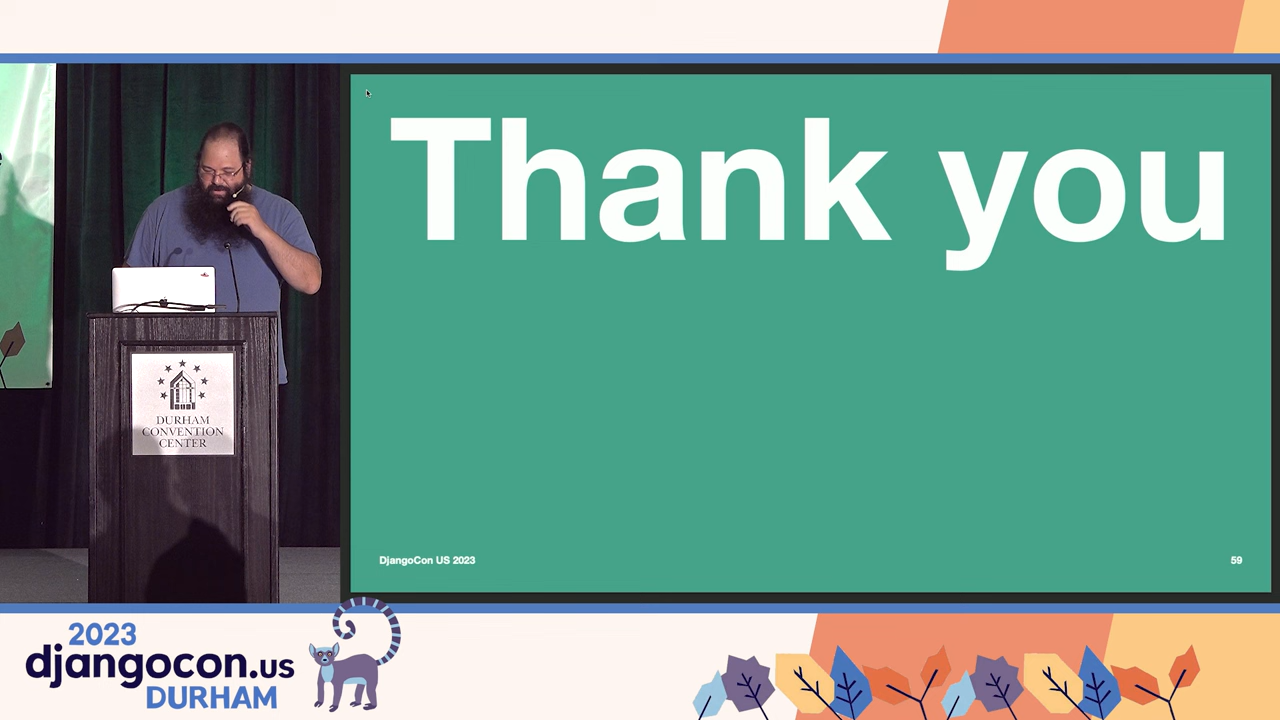 Thank you
DURHAM
CONVENTION
CENTER
DjangoCon US 2023
59
2023
djangocon.us
DURHAM